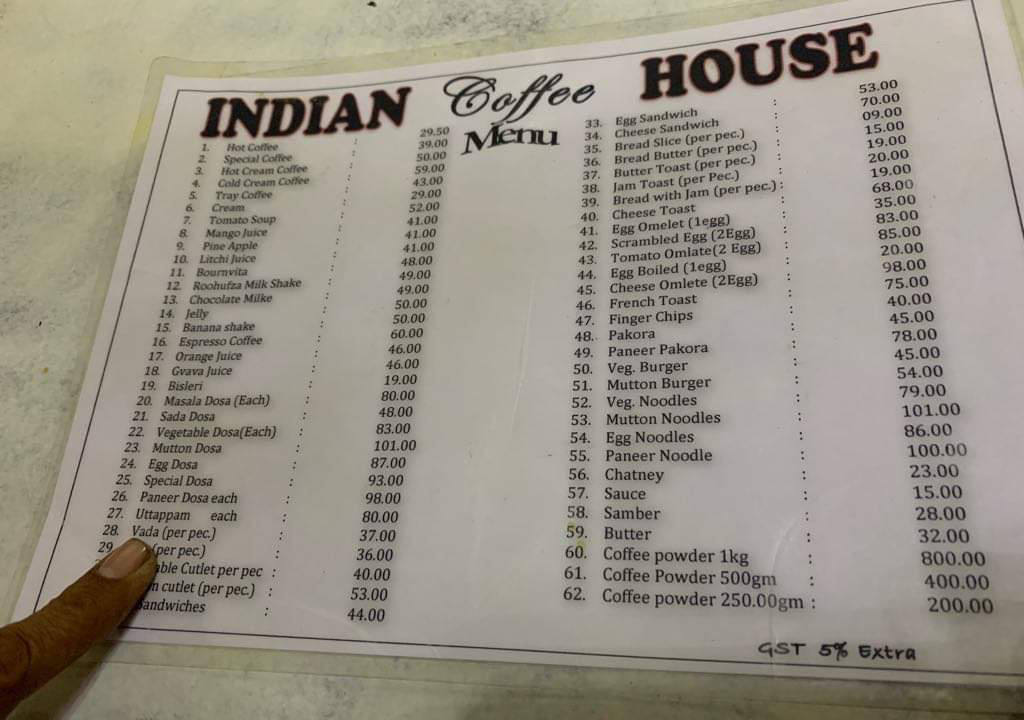 INDIAN Coffee HOUSE
Menu
1. Hot Coffee : 29.50
2. Special Coffee 39.00
3. Hot Cream Coffee 50.00
4. Cold Cream Coffee 59.00
5. Tray Coffee 43.00
6. Cream 29.00
7. Tomato Soup : 52.00
8. Mango Juice : 41.00
9. Pine Apple : 41.00
10. Litchi Juice : 41.00
11. Bournvita : 48.00
12. Roohufza Milk Shake : 49.00
13. Chocolate Milke : 49.00
14. Jelly : 50.00
15. Banana shake : 50.00
16. Espresso Coffee : 60.00
17. Orange Juice : 46.00
18. Gvava Juice : 46.00
19. Bisleri : 19.00
20. Masala Dosa (Each) : 80.00
21. Sada Dosa : 48.00
22. Vegetable Dosa(Each) : 83.00
23. Mutton Dosa : 101.00
24. Egg Dosa : 87.00
25. Special Dosa : 93.00
26. Paneer Dosa each : 98.00
27. Uttappam each : 80.00
28. Vada (per pec.) : 37.00
29 (per pec.) : 36.00
able Cutlet per pec : 40.00
n cutlet (per pec.) : 53.00
Sandwiches : 44.00
33. Egg Sandwich : 53.00
34. Cheese Sandwich : 70.00
35. Bread Slice (per pec.) : 09.00
36. Bread Butter (per pec.) : 15.00
37. Butter Toast (per pec.) : 19.00
38. Jam Toast (per Pec.) : 20.00
39. Bread with Jam (per pec.) : 19.00
40. Cheese Toast : 68.00
41. Egg Omelet (1egg) : 35.00
42. Scrambled Egg (2Egg) : 83.00
43. Tomato Omlate(2 Egg) : 85.00
44. Egg Boiled (1egg) : 20.00
45. Cheese Omlete (2Egg) : 98.00
46. French Toast : 75.00
47. Finger Chips : 40.00
48. Pakora : 45.00
49. Paneer Pakora : 78.00
50. Veg. Burger : 45.00
51. Mutton Burger : 54.00
52. Veg. Noodles : 79.00
53. Mutton Noodles : 101.00
54. Egg Noodles : 86.00
55. Paneer Noodle : 100.00
56. Chatney : 23.00
57. Sauce : 15.00
58. Samber : 28.00
59. Butter : 32.00
60. Coffee powder 1kg : 800.00
61. Coffee Powder 500gm : 400.00
62. Coffee powder 250.00gm : 200.00
GST 5% Extra